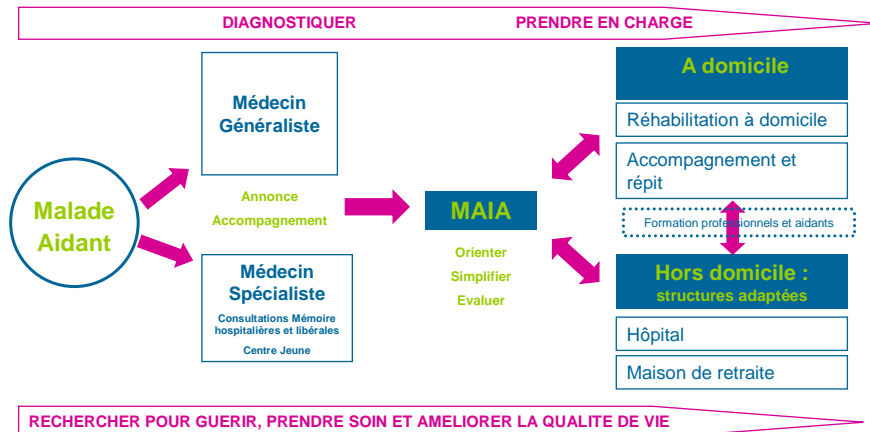 DIAGNOSTIQUER
PRENDRE EN CHARGE
Malade
Aidant
Médecin
Généraliste
Annonce
Accompagnement
Médecin
Spécialiste
Consultations Mémoire
hospitalières et libérales
Centre Jeune
MAIA
Orienter
Simplifier
Evaluer
A domicile
Réhabilitation à domicile
Accompagnement et
répit
Formation professionnels et aidants
Hors domicile :
structures adaptées
Hôpital
Maison de retraite
RECHERCHER POUR GUERIR, PRENDRE SOIN ET AMELIORER LA QUALITE DE VIE